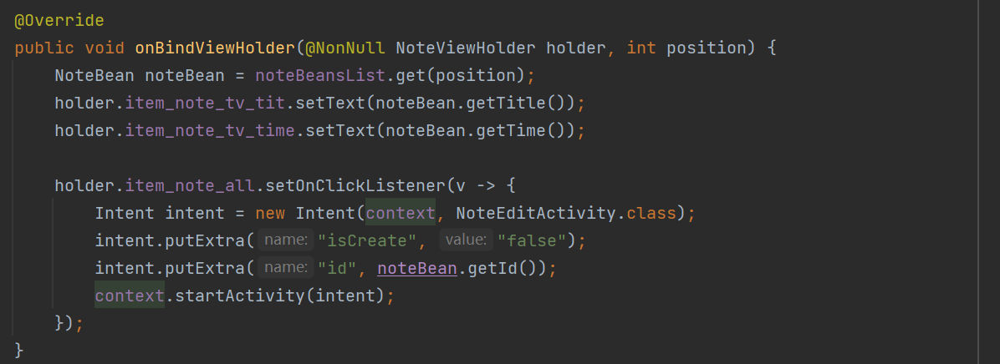 @Override
public void onBindViewHolder(@NonNull NoteViewHolder holder, int position) {
    NoteBean noteBean = noteBeansList.get(position);
    holder.item_note_tv_tit.setText(noteBean.getTitle());
    holder.item_note_tv_time.setText(noteBean.getTime());

    holder.item_note_all.setOnClickListener(v -> {
        Intent intent = new Intent(context, NoteEditActivity.class);
        intent.putExtra( name: "isCreate", value: "false");
        intent.putExtra( name: "id", noteBean.getId());
        context.startActivity(intent);
    });
}